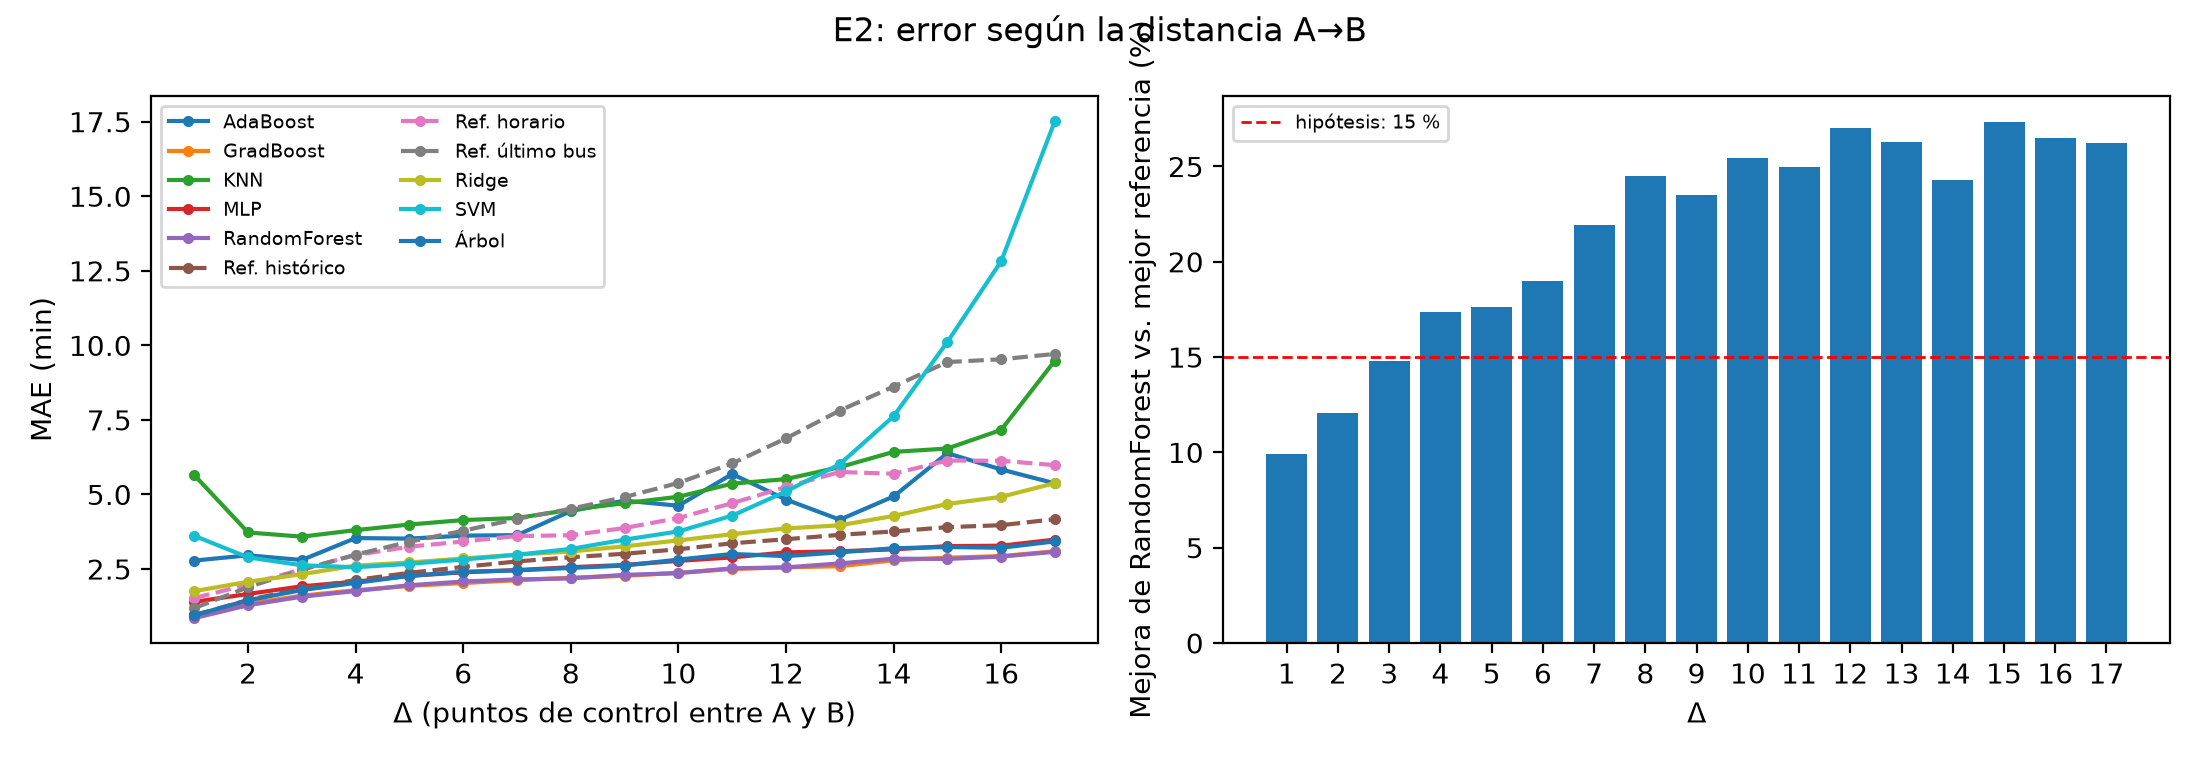 E2: error según la distancia A→B
MAE (min)
17.5
15.0
12.5
10.0
7.5
5.0
2.5
AdaBoost
GradBoost
KNN
MLP
RandomForest
Ref. histórico
Ref. horario
Ref. último bus
Ridge
SVM
Árbol
2 4 6 8 10 12 14 16
Δ (puntos de control entre A y B)
Mejora de RandomForest vs. mejor referencia (%)
25
20
15
10
5
0
hipótesis: 15 %
1 2 3 4 5 6 7 8 9 10 11 12 13 14 15 16 17
Δ